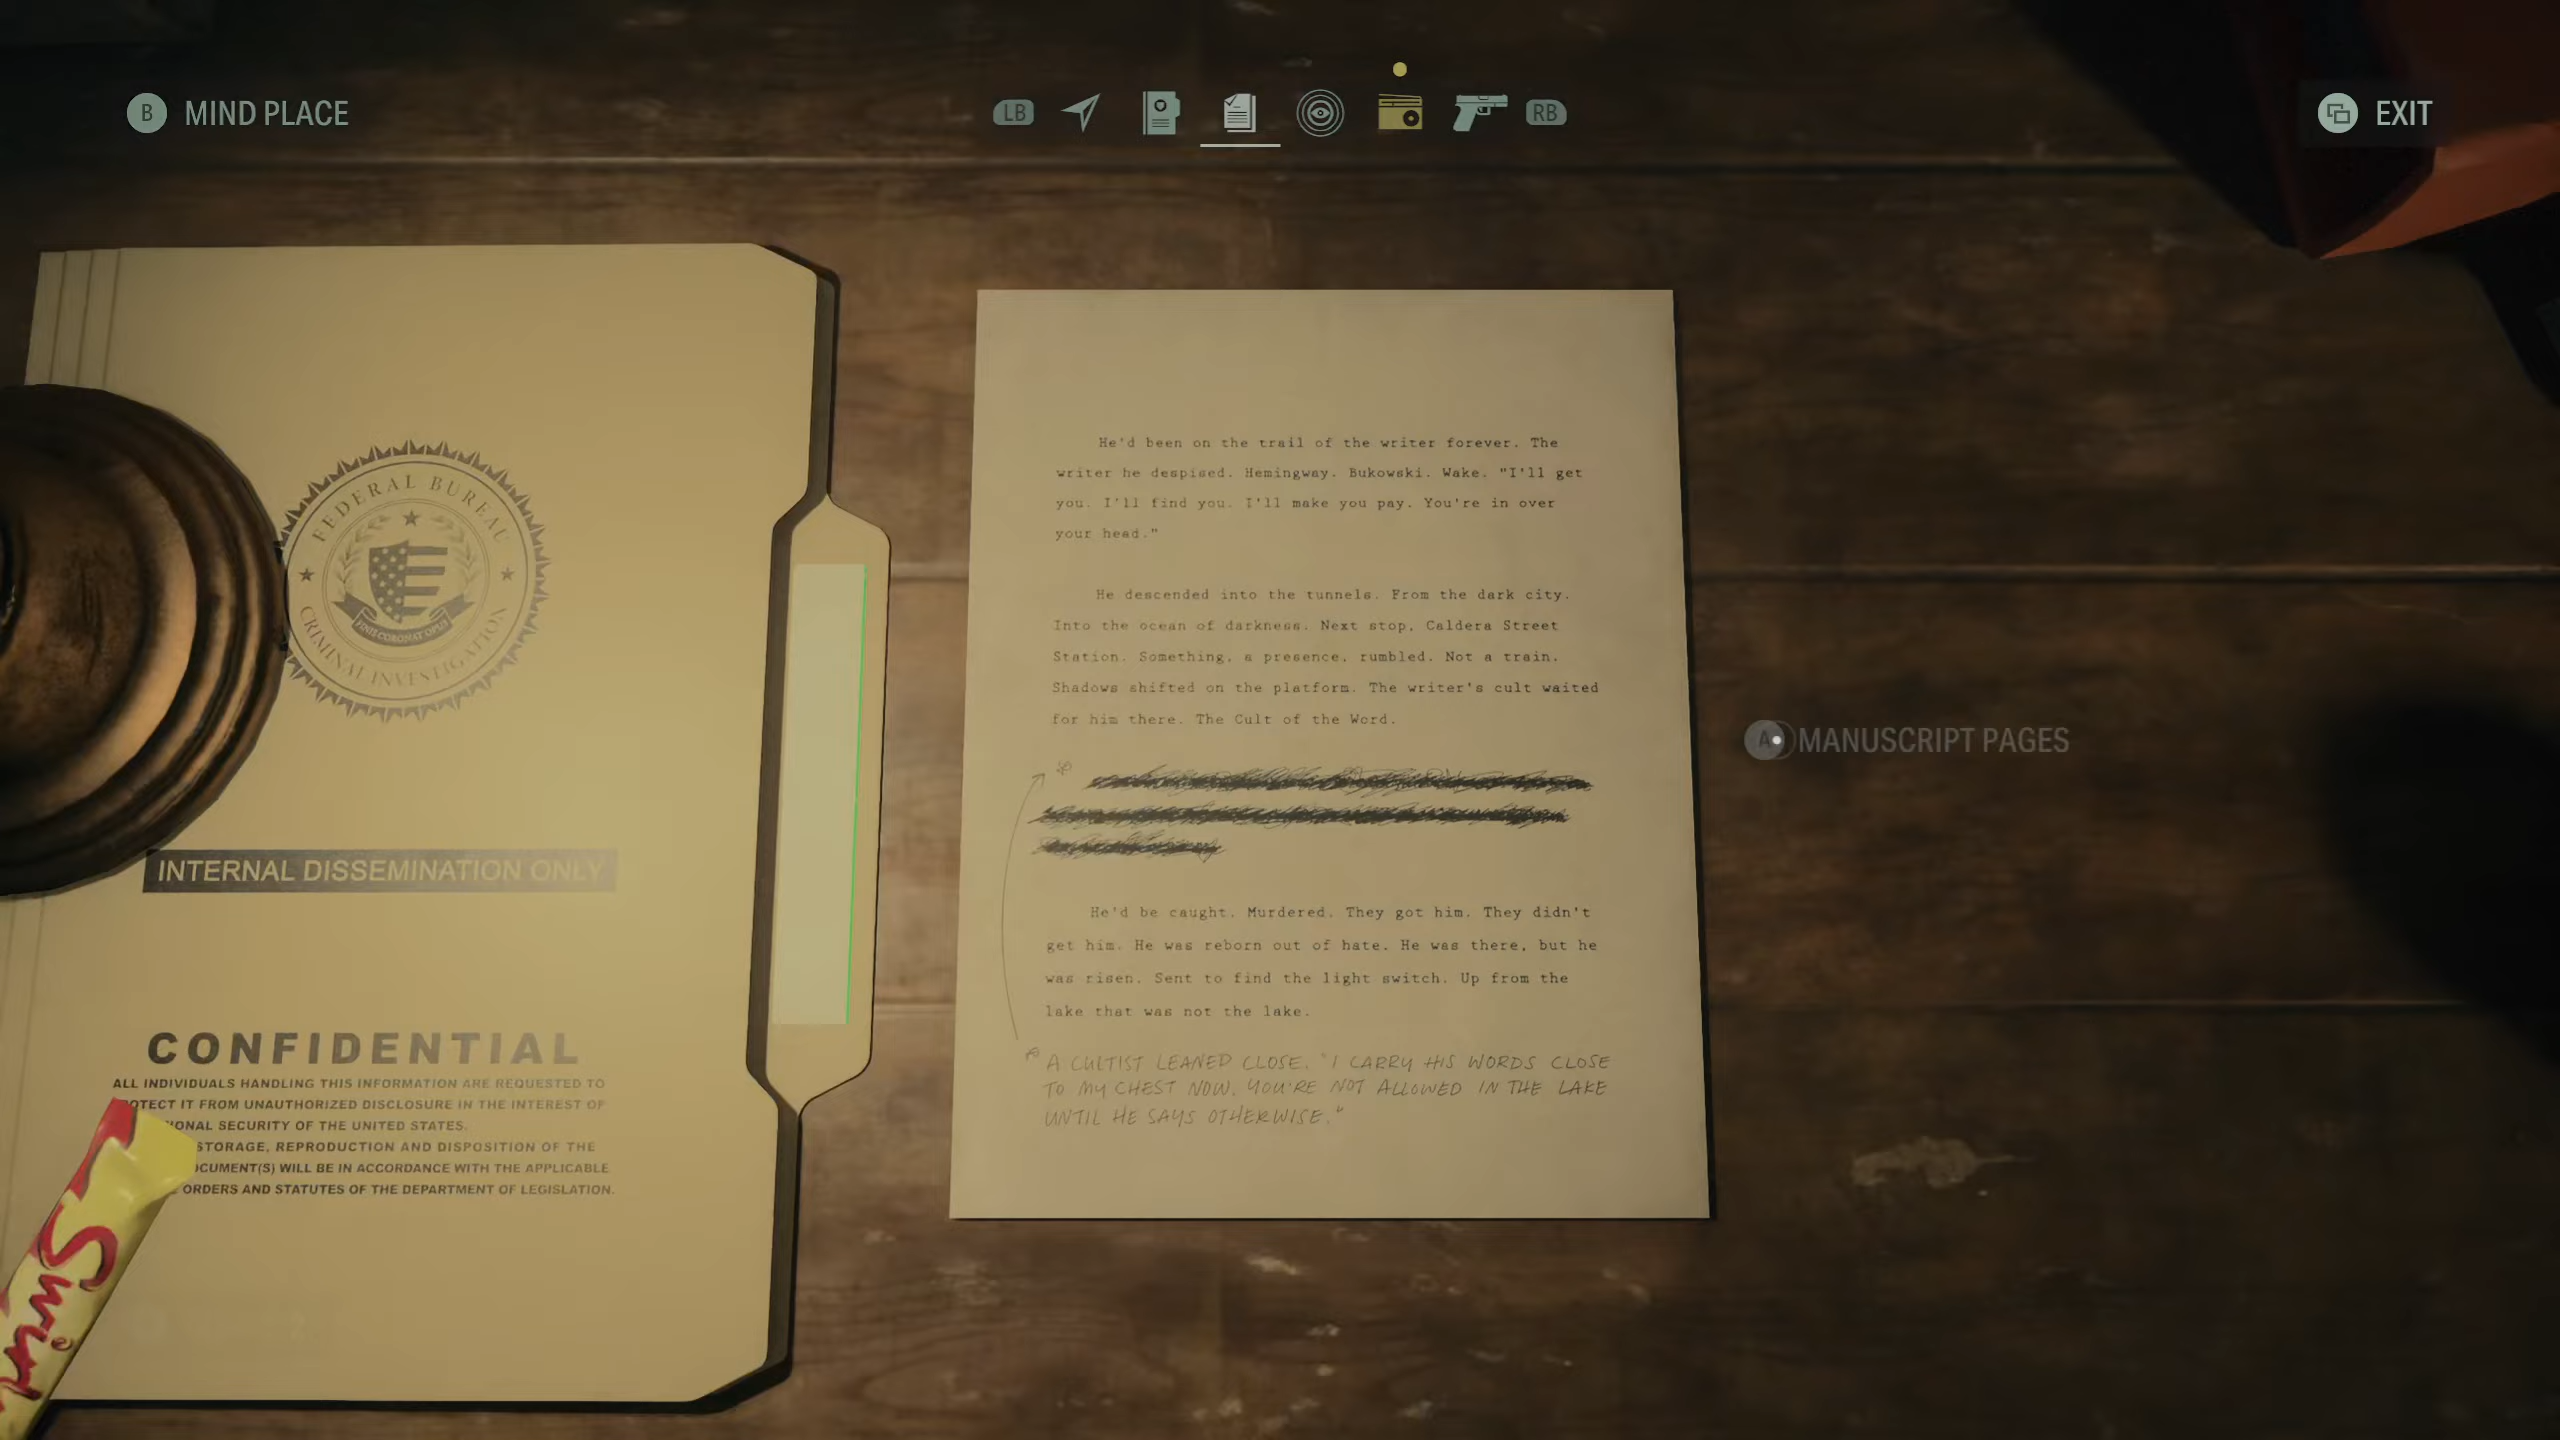 B MIND PLACE
LB
RB
EXIT
FEDERAL BUREAU
CRIMINAL INVESTIGATION
FINIS CORONAT OPUS
INTERNAL DISSEMINATION ONLY
CONFIDENTIAL
ALL INDIVIDUALS HANDLING THIS INFORMATION ARE REQUESTED TO
OTECT IT FROM UNAUTHORIZED DISCLOSURE IN THE INTEREST OF
IONAL SECURITY OF THE UNITED STATES.
STORAGE, REPRODUCTION AND DISPOSITION OF THE
OCUMENT(S) WILL BE IN ACCORDANCE WITH THE APPLICABLE
ORDERS AND STATUTES OF THE DEPARTMENT OF LEGISLATION.
He'd been on the trail of the writer forever. The
writer he despised. Hemingway. Bukowski. Wake. "I'll get
you. I'll find you. I'll make you pay. You're in over
your head."
He descended into the tunnels. From the dark city.
Into the ocean of darkness. Next stop, Caldera Street
Station. Something, a presence, rumbled. Not a train.
Shadows shifted on the platform. The writer's cult waited
for him there. The Cult of the Word.
He'd be caught. Murdered. They got him. They didn't
get him. He was reborn out of hate. He was there, but he
was risen. Sent to find the light switch. Up from the
lake that was not the lake.
A CULTIST LEANED CLOSE. "I CARRY HIS WORDS CLOSE
TO MY CHEST NOW. YOU'RE NOT ALLOWED IN THE LAKE
UNTIL HE SAYS OTHERWISE."
A MANUSCRIPT PAGES